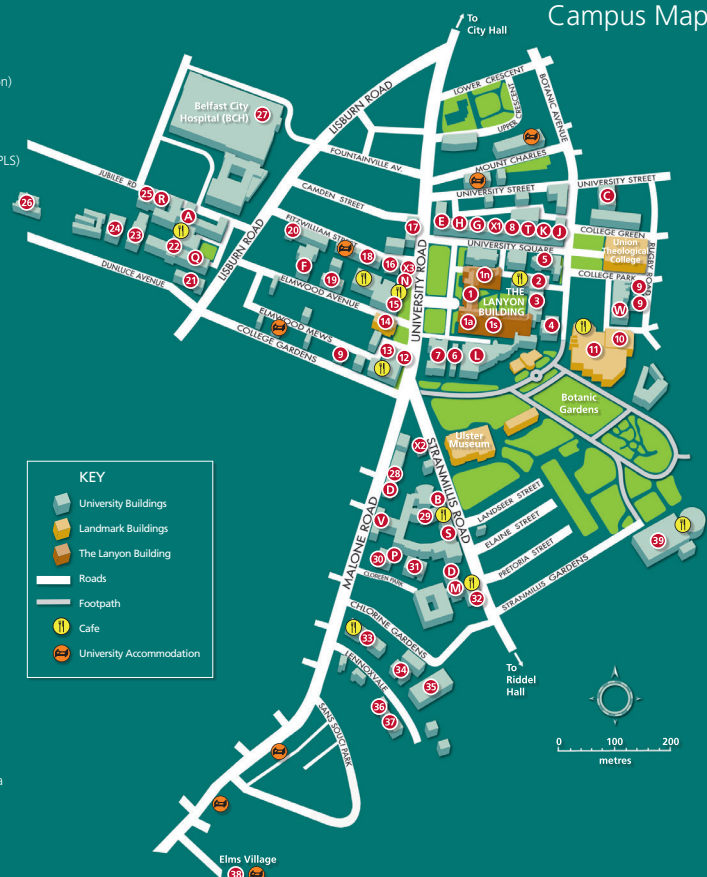 Campus Map
To
City Hall
on)
PLS)
a
LOWER CRESCENT
CRESCENT
UPPER
BOTANIC AVENUE
LISBURN ROAD
Belfast City
Hospital (BCH)
27
FOUNTAINVILLE AV.
MOUNT CHARLES
UNIVERSITY STREET
UNIVERSITY STREET
CAMDEN STREET
JUBILEE RD
25
R
26
A
C
FITZWILLIAM STREET
20
17
E
H
G
X1
8
T
K
J
COLLEGE GREEN
24
23
22
Q
LISBURN ROAD
UNIVERSITY ROAD
UNIVERSITY SQUARE
Union
Theological
College
RUGBY ROAD
F
18
16
X3
N
5
COLLEGE PARK
21
19
1n
2
9
DUNLUCE AVENUE
ELMWOOD AVENUE
15
1
THE
LANYON
BUILDING
3
9
W
ELMWOOD MEWS
14
1a
1s
4
COLLEGE GARDENS
9
13
12
7
6
L
11
10
Botanic
Gardens
Ulster
Museum
X2
STRANMILLIS ROAD
KEY
University Buildings
Landmark Buildings
The Lanyon Building
Roads
Footpath
Cafe
University Accommodation
28
D
B
V
29
S
LANDSEER STREET
ELAINE STREET
PRETORIA STREET
STRANMILLIS GARDENS
39
MALONE ROAD
30
P
31
CLOREEN PARK
D
M
32
CHLORINE GARDENS
33
34
35
LENNOXVALE
36
37
To
Riddel
Hall
SANS SOUCI PARK
0
100
200
metres
Elms Village
38